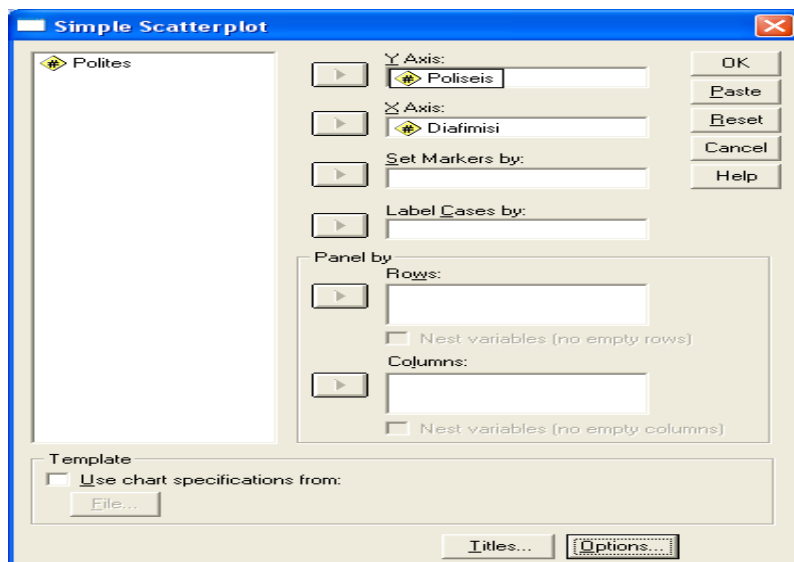 Simple Scatterplot
Polites
Y Axis:
Poliseis
X Axis:
Diafimisi
Set Markers by:
Label Cases by:
Panel by
Rows:
Nest variables (no empty rows)
Columns:
Nest variables (no empty columns)
OK
Paste
Reset
Cancel
Help
Template
Use chart specifications from:
File...
Titles...
Options...